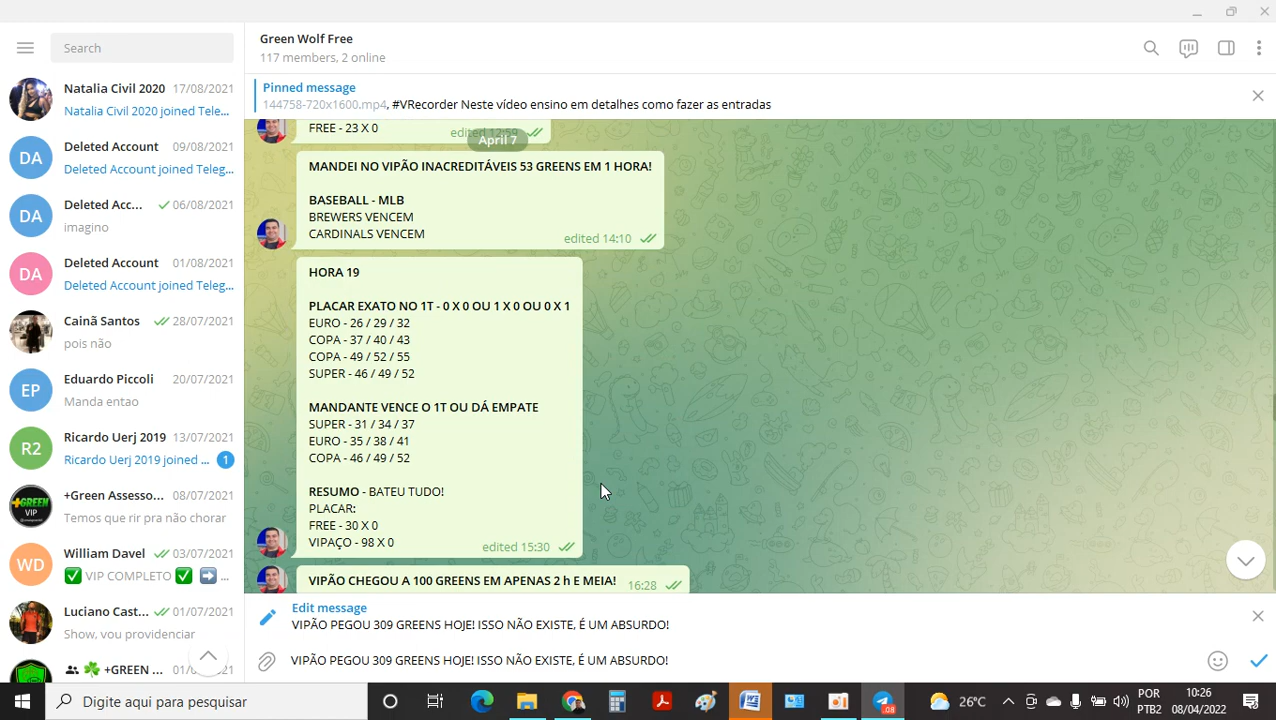 Search
Green Wolf Free
117 members, 2 online
Pinned message
144758-720x1600.mp4, #VRecorder Neste vídeo ensino em detalhes como fazer as entradas
Natalia Civil 2020 17/08/2021
Natalia Civil 2020 joined Tele...
DA
Deleted Account 09/08/2021
Deleted Account joined Teleg...
DA
Deleted Acc... 06/08/2021
imagino
DA
Deleted Account 01/08/2021
Deleted Account joined Teleg...
Cainã Santos 28/07/2021
pois não
EP
Eduardo Piccoli 20/07/2021
Manda entao
R2
Ricardo Uerj 2019 13/07/2021
Ricardo Uerj 2019 joined ... 1
+GREEN
VIP
+Green Assesso... 08/07/2021
Temos que rir pra não chorar
William Davel 03/07/2021
✅ VIP COMPLETO ✅ ➡ ...
Luciano Cast... 01/07/2021
Show, vou providenciar
+GREEN ...
FREE - 23 X 0
edited 12:59
April 7
MANDEI NO VIPÃO INACREDITÁVEIS 53 GREENS EM 1 HORA!
BASEBALL - MLB
BREWERS VENCEM
CARDINALS VENCEM
edited 14:10
HORA 19
PLACAR EXATO NO 1T - 0 X 0 OU 1 X 0 OU 0 X 1
EURO - 26 / 29 / 32
COPA - 37 / 40 / 43
COPA - 49 / 52 / 55
SUPER - 46 / 49 / 52
MANDANTE VENCE O 1T OU DÁ EMPATE
SUPER - 31 / 34 / 37
EURO - 35 / 38 / 41
COPA - 46 / 49 / 52
RESUMO - BATEU TUDO!
PLACAR:
FREE - 30 X 0
VIPAÇO - 98 X 0
edited 15:30
VIPÃO CHEGOU A 100 GREENS EM APENAS 2 h E MEIA! 16:28
Edit message
VIPÃO PEGOU 309 GREENS HOJE! ISSO NÃO EXISTE, É UM ABSURDO!
VIPÃO PEGOU 309 GREENS HOJE! ISSO NÃO EXISTE, É UM ABSURDO!
Digite aqui para pesquisar
.08
26°C
POR
PTB2
10:26
08/04/2022